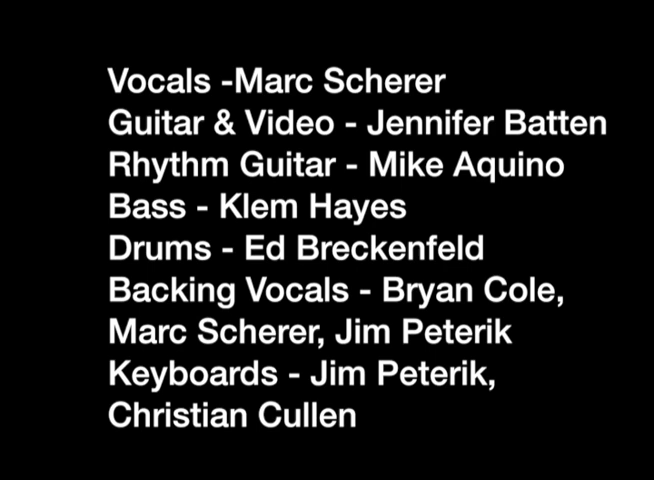 Vocals -Marc Scherer
Guitar & Video - Jennifer Batten
Rhythm Guitar - Mike Aquino
Bass - Klem Hayes
Drums - Ed Breckenfeld
Backing Vocals - Bryan Cole,
Marc Scherer, Jim Peterik
Keyboards - Jim Peterik,
Christian Cullen